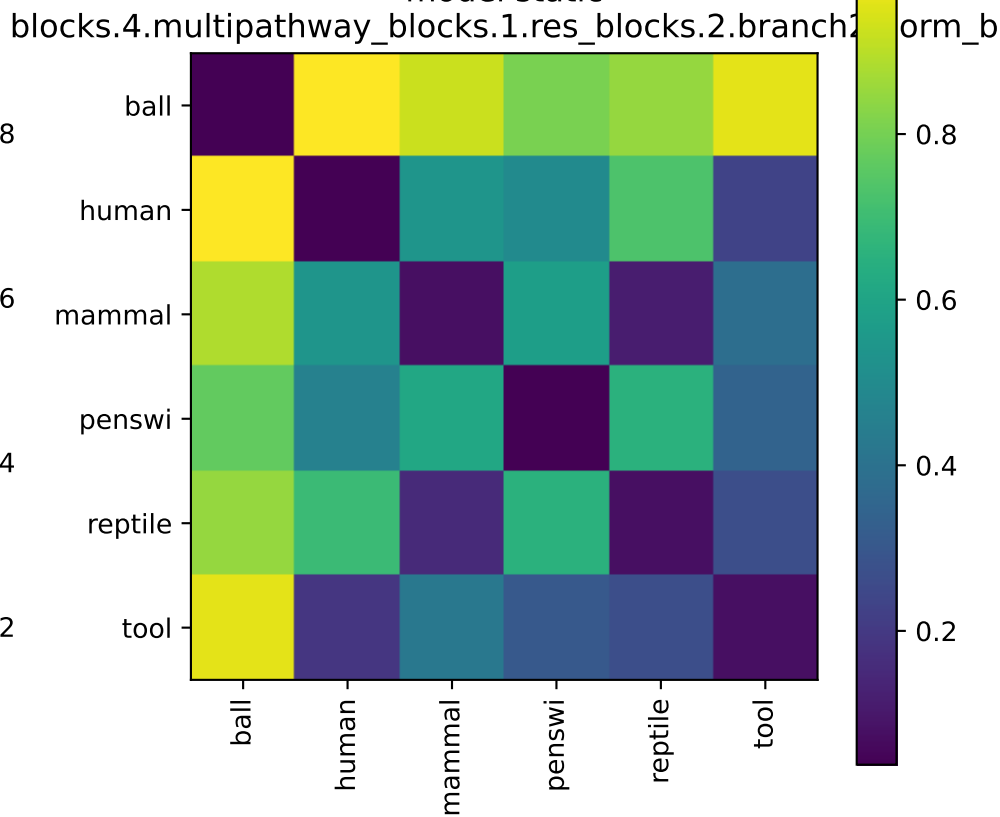 blocks.4.multipathway_blocks.1.res_blocks.2.branch2 orm_b
ball
human
mammal
penswi
reptile
tool
ball
human
mammal
penswi
reptile
tool
0.8
0.6
0.4
0.2
8
6
4
2